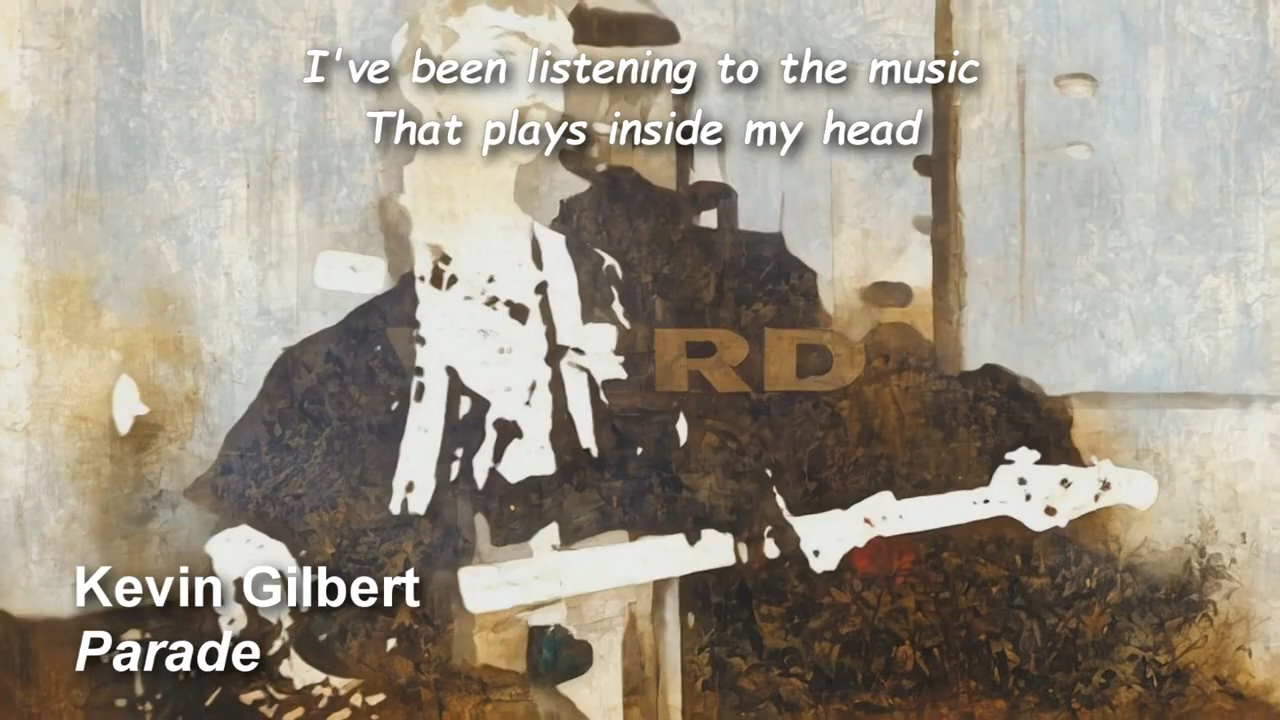 I've been listening to the music
That plays inside my head
RD
Kevin Gilbert
Parade